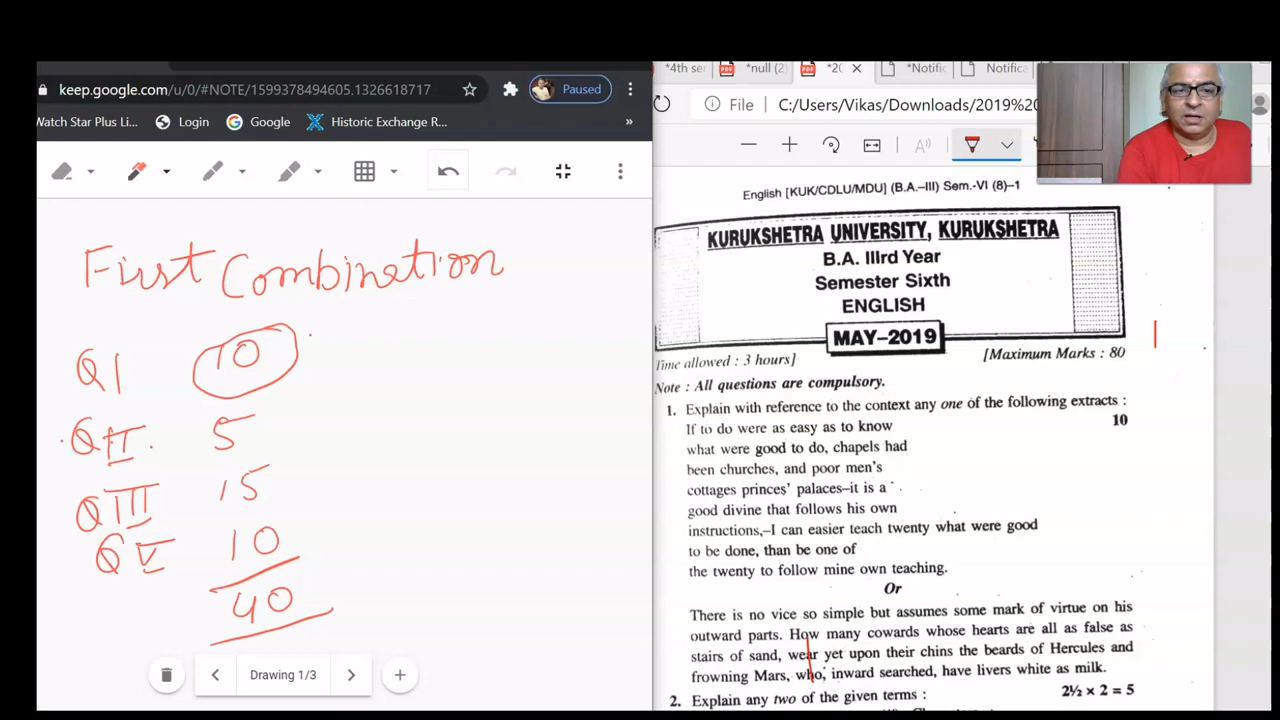 *4th se
*null (2)
*20
*Notific
Notifica
keep.google.com/u/0/#NOTE/1599378494605.1326618717
Paused
File
C:/Users/Vikas/Downloads/2019%20
Watch Star Plus Li...
Login
Google
Historic Exchange R...
»
First Combination
Q I 10
Q II 5
Q III 15
Q V 10
40
Drawing 1/3
English [KUK/CDLU/MDU] (B.A.–III) Sem.-VI (8)–1
KURUKSHETRA UNIVERSITY, KURUKSHETRA
B.A. IIIrd Year
Semester Sixth
ENGLISH
MAY–2019
Time allowed : 3 hours] [Maximum Marks : 80
Note : All questions are compulsory.
1. Explain with reference to the context any one of the following extracts :
10
If to do were as easy as to know
what were good to do, chapels had
been churches, and poor men's
cottages princes' palaces–it is a
good divine that follows his own
instructions,–I can easier teach twenty what were good
to be done, than be one of
the twenty to follow mine own teaching.
Or
There is no vice so simple but assumes some mark of virtue on his
outward parts. How many cowards whose hearts are all as false as
stairs of sand, wear yet upon their chins the beards of Hercules and
frowning Mars, who, inward searched, have livers white as milk.
2. Explain any two of the given terms : 2½ × 2 = 5